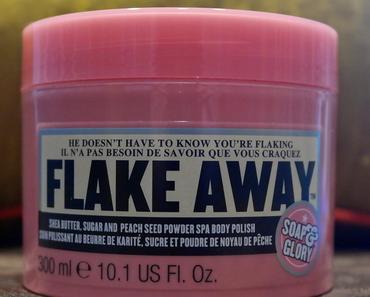 HE DOESN'T HAVE TO KNOW YOU'RE FLAKING
IL N'A PAS BESOIN DE SAVOIR QUE VOUS CRAQUEZ
FLAKE AWAY™
SHEA BUTTER, SUGAR AND PEACH SEED POWDER SPA BODY POLISH
SOIN POLISSANT AU BEURRE DE KARITÉ, SUCRE ET POUDRE DE NOYAU DE PÊCHE
SOAP &
GLORY
300 ml e 10.1 US Fl. Oz.